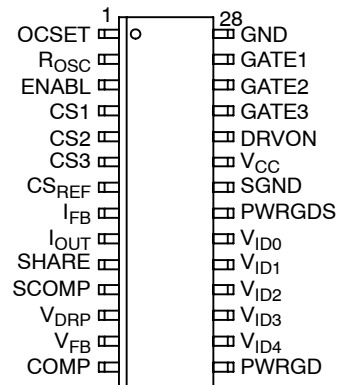 1 28
OCSET GND
ROSC GATE1
ENABL GATE2
CS1 GATE3
CS2 DRVON
CS3 VCC
CSREF SGND
IFB PWRGDS
IOUT VID0
SHARE VID1
SCOMP VID2
VDRP VID3
VFB VID4
COMP PWRGD